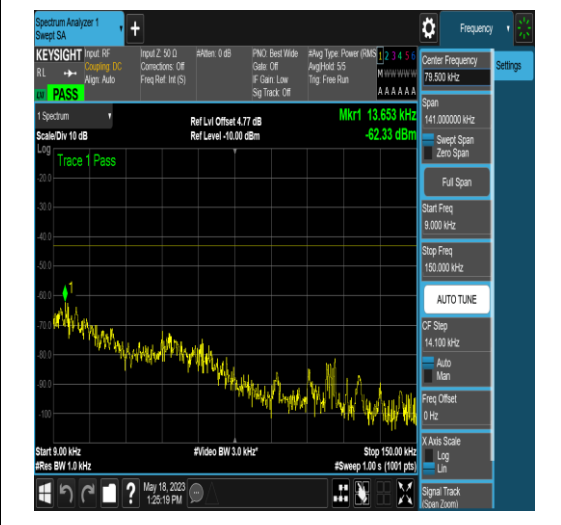 Spectrum Analyzer 1
Swept SA
+
Frequency
KEYSIGHT
RL
Input: RF
Coupling: DC
Align: Auto
Input Z: 50 Ω
Corrections: Off
Freq Ref: Int (S)
#Atten: 0 dB
PNO: Best Wide
Gate: Off
IF Gain: Low
Sig Track: Off
#Avg Type: Power (RMS)
Avg|Hold: 5/5
Trig: Free Run
1 2 3 4 5 6
M W W W W W
A A A A A A
PASS
1 Spectrum
Scale/Div 10 dB
Ref Lvl Offset 4.77 dB
Ref Level -10.00 dBm
Mkr1 13.653 kHz
-62.33 dBm
Log
Trace 1 Pass
-20.0
-30.0
-40.0
-50.0
-60.0
-70.0
-80.0
-90.0
-100
1
Start 9.00 kHz
#Res BW 1.0 kHz
#Video BW 3.0 kHz*
Stop 150.00 kHz
#Sweep 1.00 s (1001 pts)
?
May 18, 2023
1:25:19 PM
Settings
Center Frequency
79.500 kHz
Span
141.000000 kHz
Swept Span
Zero Span
Full Span
Start Freq
9.000 kHz
Stop Freq
150.000 kHz
AUTO TUNE
CF Step
14.100 kHz
Auto
Man
Freq Offset
0 Hz
X Axis Scale
Log
Lin
Signal Track
(Span Zoom)